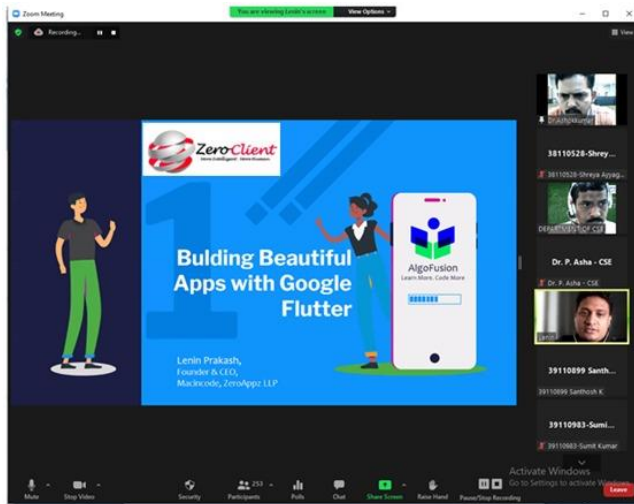 Zoom Meeting
You are viewing Lenin's screen
View Options
Recording...
View
ZeroClient
Bulding Beautiful
Apps with Google
Flutter
Lenin Prakash,
Founder & CEO,
Macincode, ZeroAppz LLP
AlgoFusion
Learn More. Code More
38110528-Shrey...
38110528-Shreya Ayyag...
DEPARTMENT OF CSE
Dr. P. Asha - CSE
Dr. P. Asha - CSE
Lenin
39110899 Santh...
39110899 Santhosh K
39110983-Sumi...
39110983-Sumit Kumar
Activate Windows
Go to Settings to activate Windows.
Mute
Stop Video
Security
253
Participants
Polls
Chat
Share Screen
Raise Hand
Pause/Stop Recording
Leave